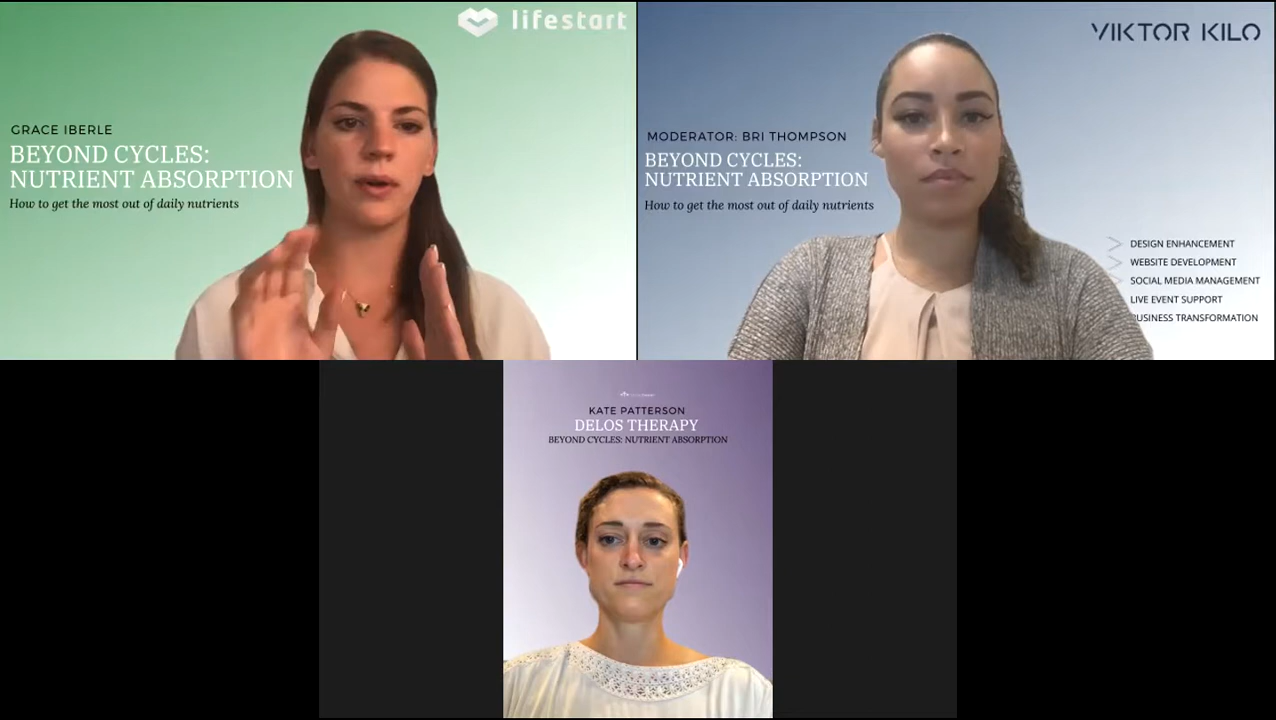 lifestart
GRACE IBERLE
BEYOND CYCLES:
NUTRIENT ABSORPTION
How to get the most out of daily nutrients
VIKTOR KILO
MODERATOR: BRI THOMPSON
BEYOND CYCLES:
NUTRIENT ABSORPTION
How to get the most out of daily nutrients
DESIGN ENHANCEMENT
WEBSITE DEVELOPMENT
SOCIAL MEDIA MANAGEMENT
LIVE EVENT SUPPORT
BUSINESS TRANSFORMATION
KATE PATTERSON
DELOS THERAPY
BEYOND CYCLES: NUTRIENT ABSORPTION